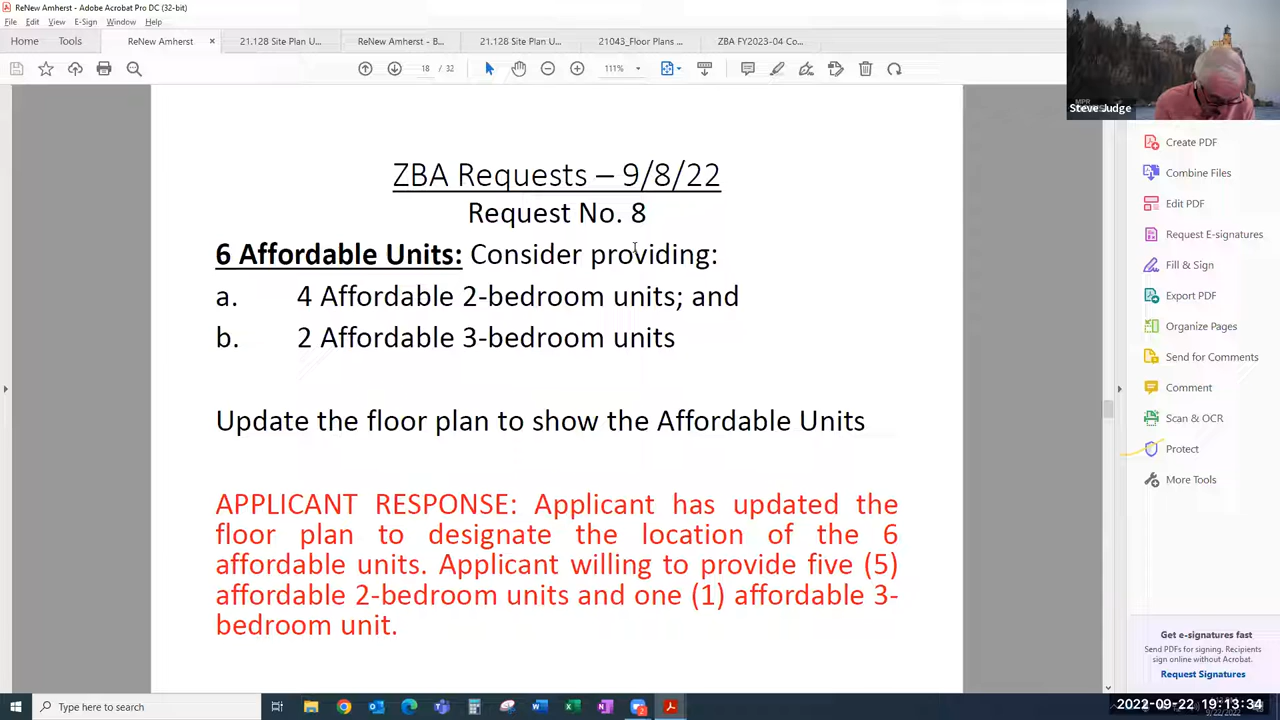 ReNew Amherst - Adobe Acrobat Pro DC (32-bit)
File Edit View E-Sign Window Help
Home Tools ReNew Amherst × 21.128 Site Plan U... ReNew Amherst - B... 21.128 Site Plan U... 21043_Floor Plans ... ZBA FY2023-04 Co...
18 / 32 111%
Steve Judge
ZBA Requests – 9/8/22
Request No. 8
6 Affordable Units: Consider providing:
a. 4 Affordable 2-bedroom units; and
b. 2 Affordable 3-bedroom units
Update the floor plan to show the Affordable Units
APPLICANT RESPONSE: Applicant has updated the
floor plan to designate the location of the 6
affordable units. Applicant willing to provide five (5)
affordable 2-bedroom units and one (1) affordable 3-
bedroom unit.
Create PDF
Combine Files
Edit PDF
Request E-signatures
Fill & Sign
Export PDF
Organize Pages
Send for Comments
Comment
Scan & OCR
Protect
More Tools
Get e-signatures fast
Send PDFs for signing. Recipients
sign online without Acrobat.
Request Signatures
Type here to search
2022-09-22 19:13:34